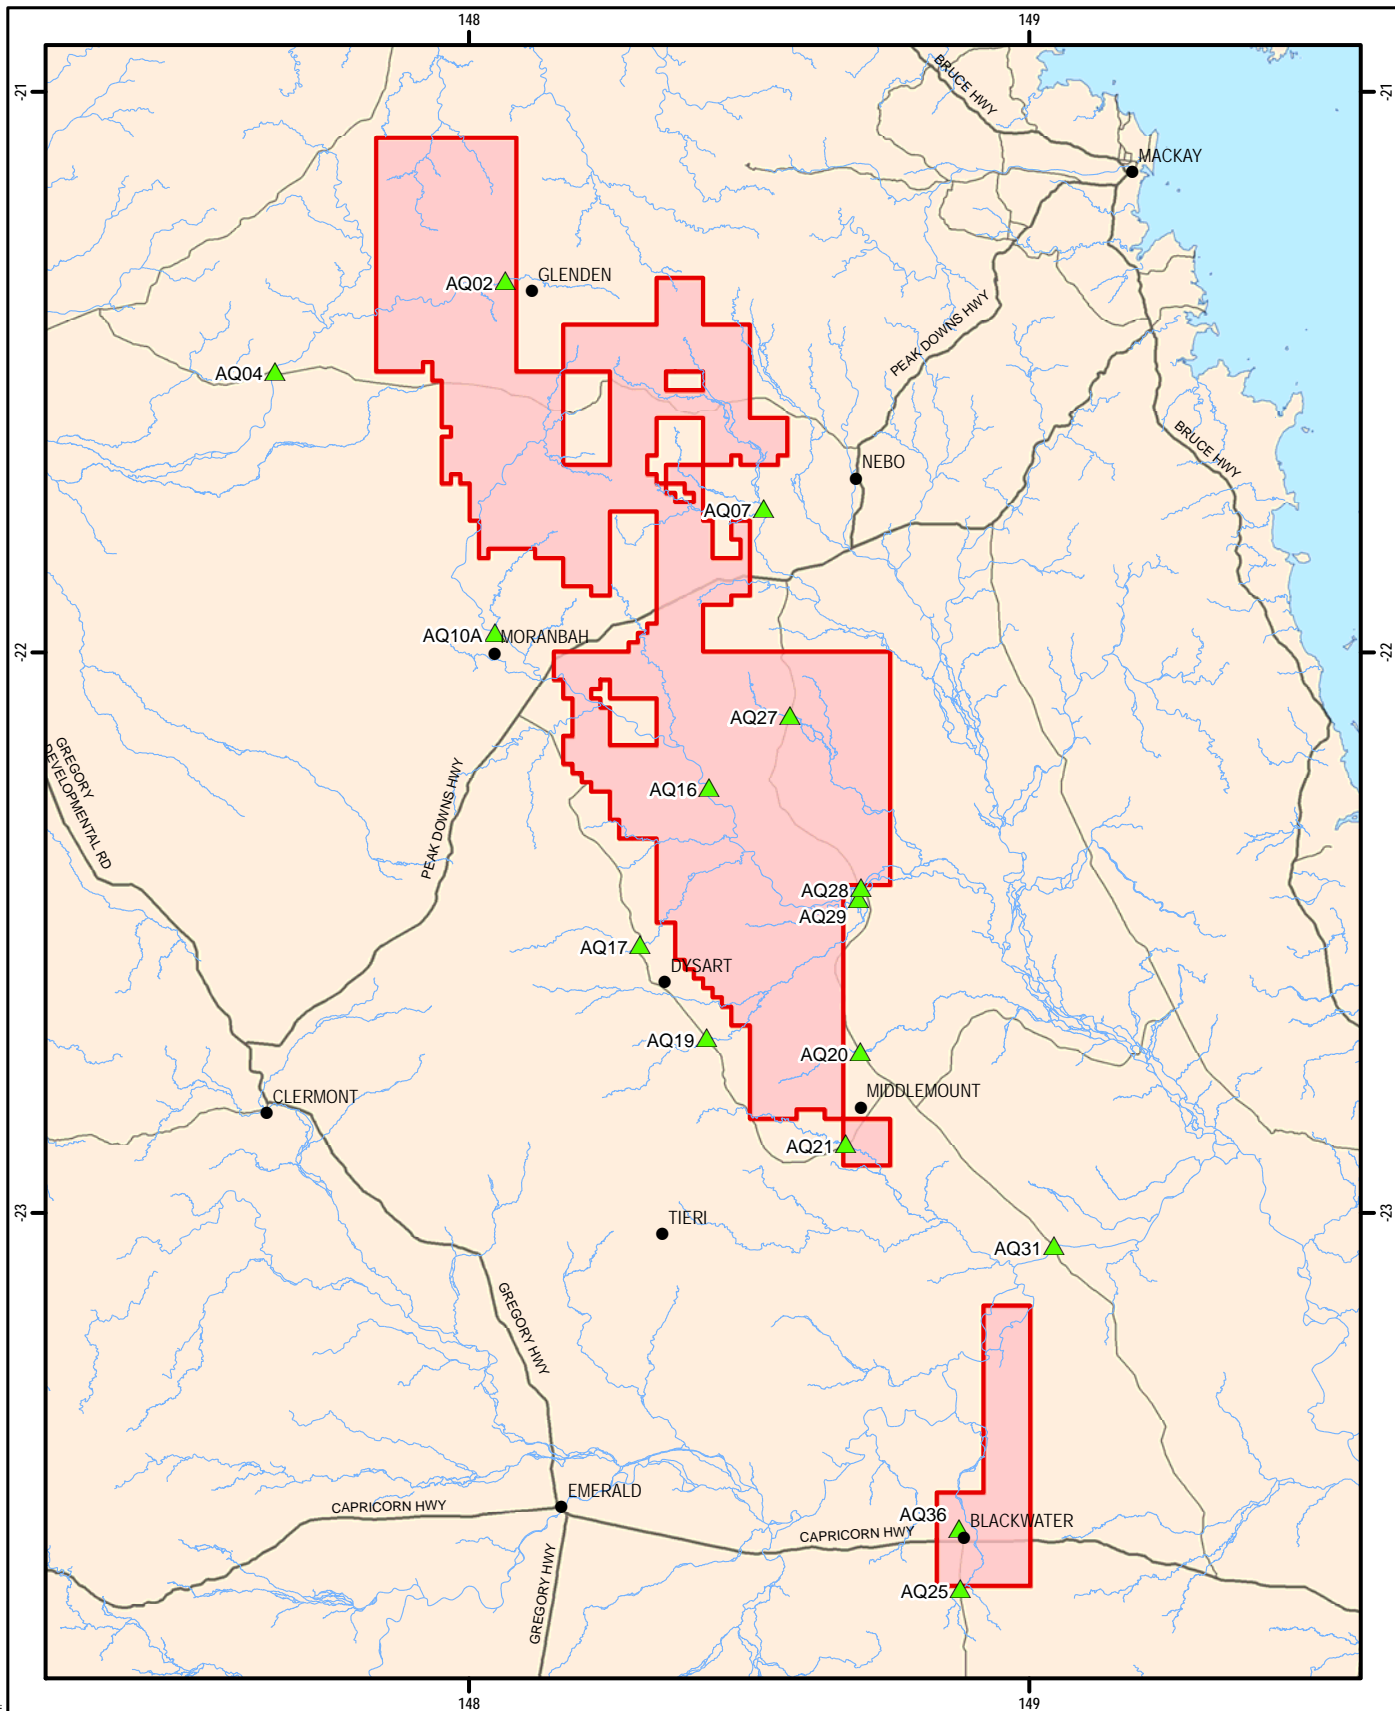 148
149
-21
-21
BRUCE HWY
MACKAY
AQ02
GLENDEN
PEAK DOWNS HWY
AQ04
BRUCE HWY
NEBO
AQ07
AQ10A
MORANBAH
-22
-22
AQ27
GREGORY
DEVELOPMENTAL RD
PEAK DOWNS HWY
AQ16
AQ28
AQ29
AQ17
DYSART
AQ19
AQ20
CLERMONT
MIDDLEMOUNT
AQ21
-23
-23
TIERI
AQ31
GREGORY HWY
EMERALD
CAPRICORN HWY
AQ36
BLACKWATER
CAPRICORN HWY
GREGORY HWY
AQ25
148
149